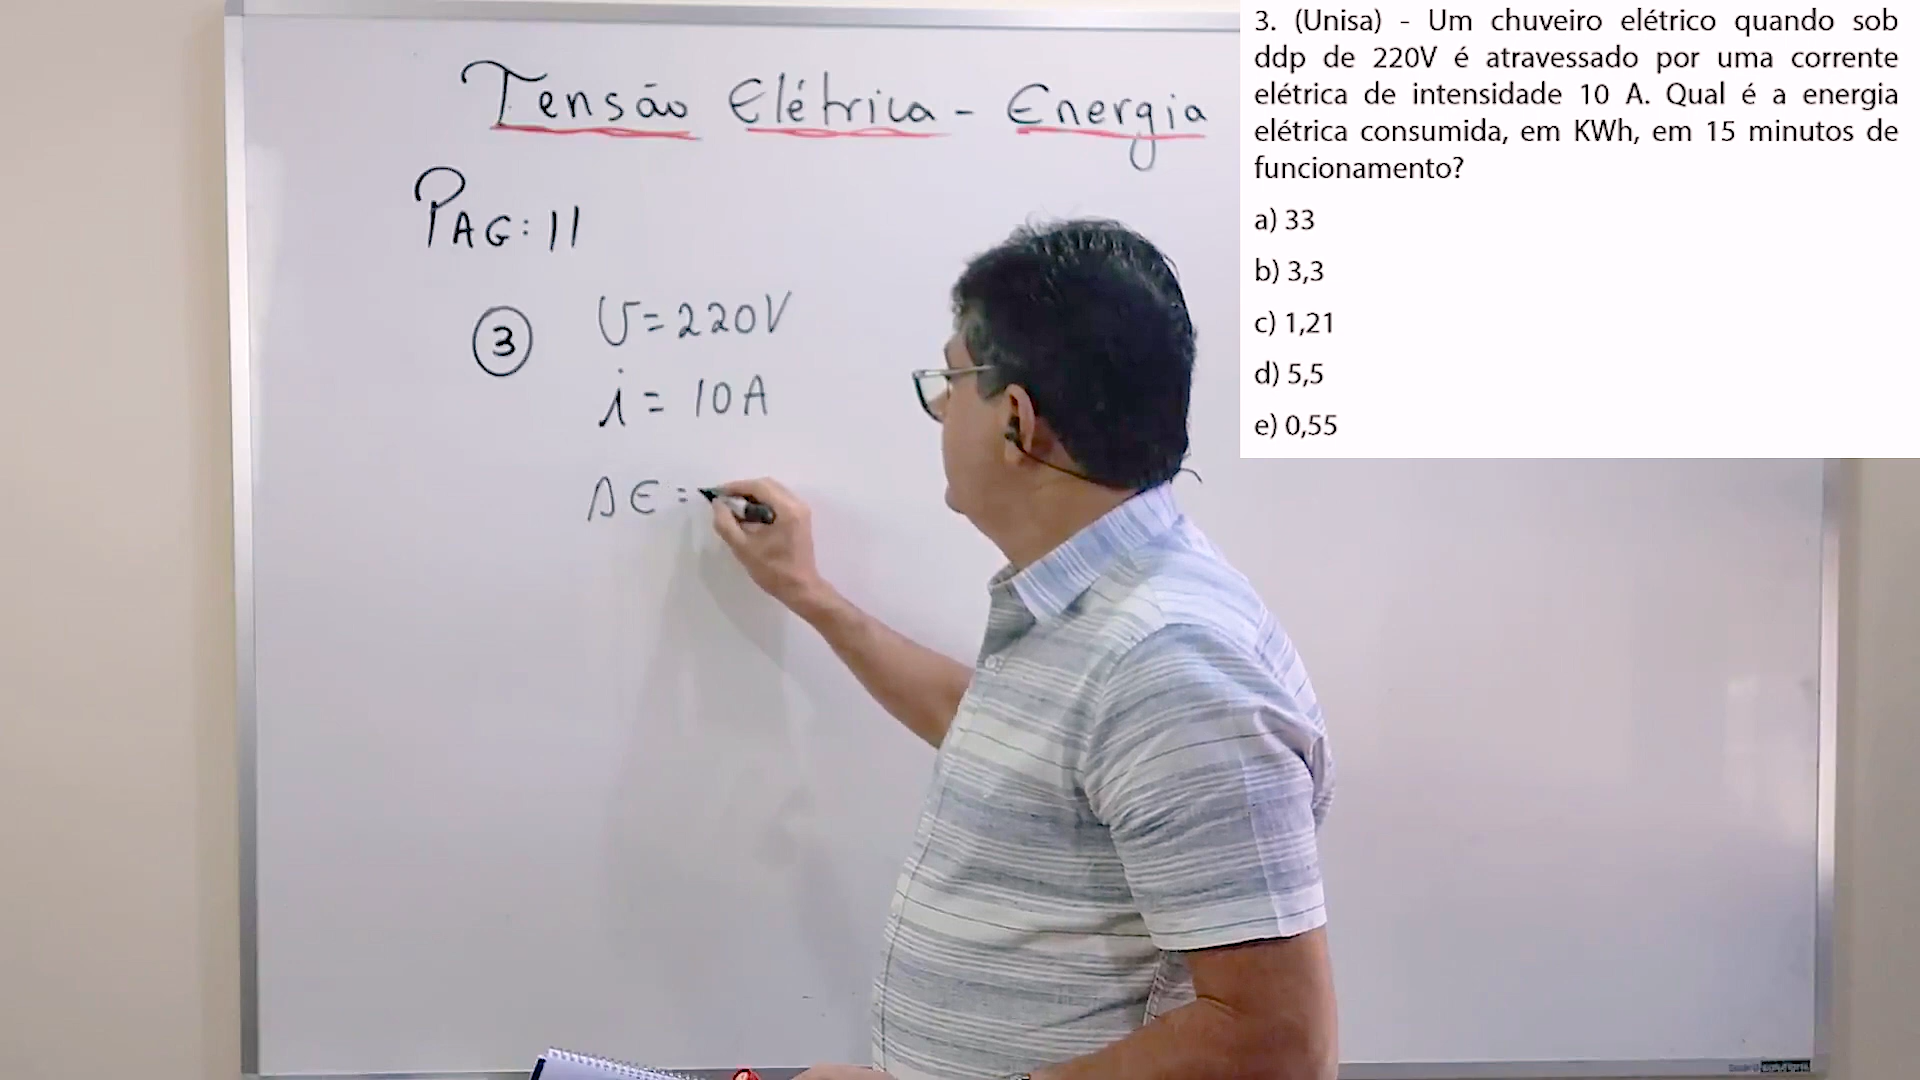 Tensão Elétrica - Energia
PAG: 11
3 U = 220V
i = 10 A
ΔE =
3. (Unisa) - Um chuveiro elétrico quando sob
ddp de 220V é atravessado por uma corrente
elétrica de intensidade 10 A. Qual é a energia
elétrica consumida, em KWh, em 15 minutos de
funcionamento?
a) 33
b) 3,3
c) 1,21
d) 5,5
e) 0,55